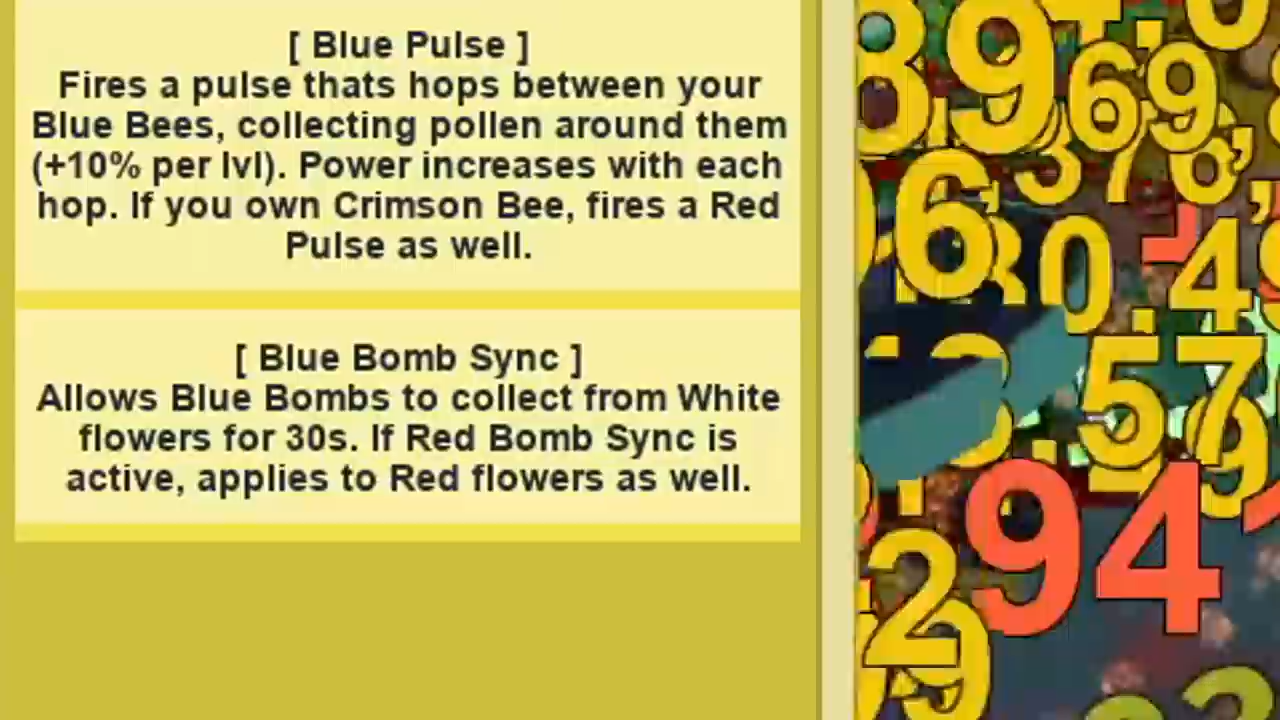 [ Blue Pulse ]
Fires a pulse thats hops between your
Blue Bees, collecting pollen around them
(+10% per lvl). Power increases with each
hop. If you own Crimson Bee, fires a Red
Pulse as well.
[ Blue Bomb Sync ]
Allows Blue Bombs to collect from White
flowers for 30s. If Red Bomb Sync is
active, applies to Red flowers as well.
94